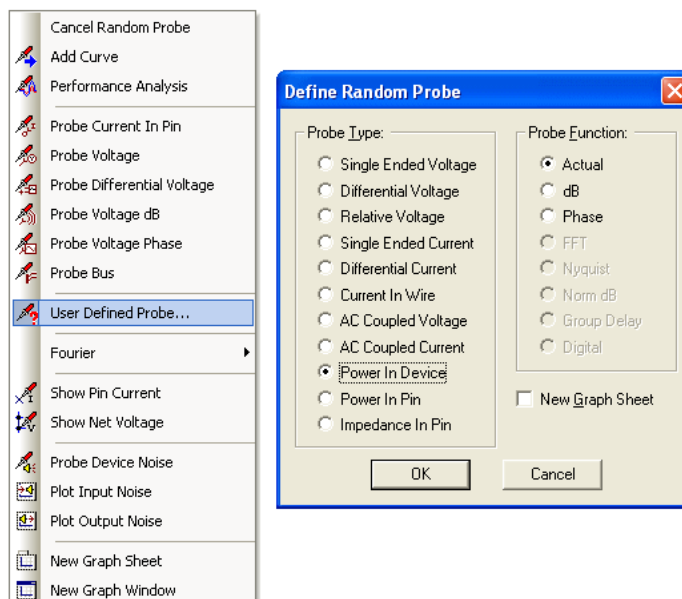 Cancel Random Probe
Add Curve
Performance Analysis
Probe Current In Pin
Probe Voltage
Probe Differential Voltage
Probe Voltage dB
Probe Voltage Phase
Probe Bus
User Defined Probe...
Fourier
Show Pin Current
Show Net Voltage
Probe Device Noise
Plot Input Noise
Plot Output Noise
New Graph Sheet
New Graph Window
Define Random Probe
Probe Type:
Single Ended Voltage
Differential Voltage
Relative Voltage
Single Ended Current
Differential Current
Current In Wire
AC Coupled Voltage
AC Coupled Current
Power In Device
Power In Pin
Impedance In Pin
Probe Function:
Actual
dB
Phase
FFT
Nyquist
Norm dB
Group Delay
Digital
New Graph Sheet
OK
Cancel